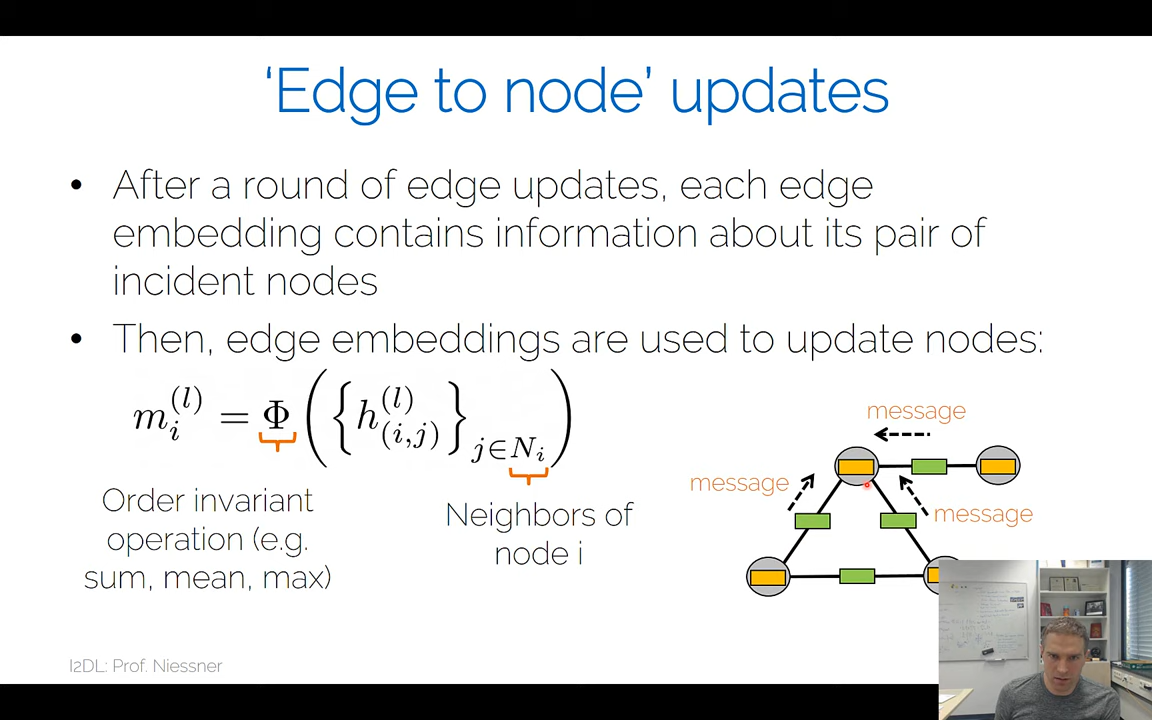 ‘Edge to node’ updates
• After a round of edge updates, each edge
embedding contains information about its pair of
incident nodes
• Then, edge embeddings are used to update nodes:
m_i^{(l)} = Φ({h_{(i,j)}^{(l)}}_{j∈N_i})
Order invariant
operation (e.g.
sum, mean, max)
Neighbors of
node i
message
message
message
I2DL: Prof. Niessner